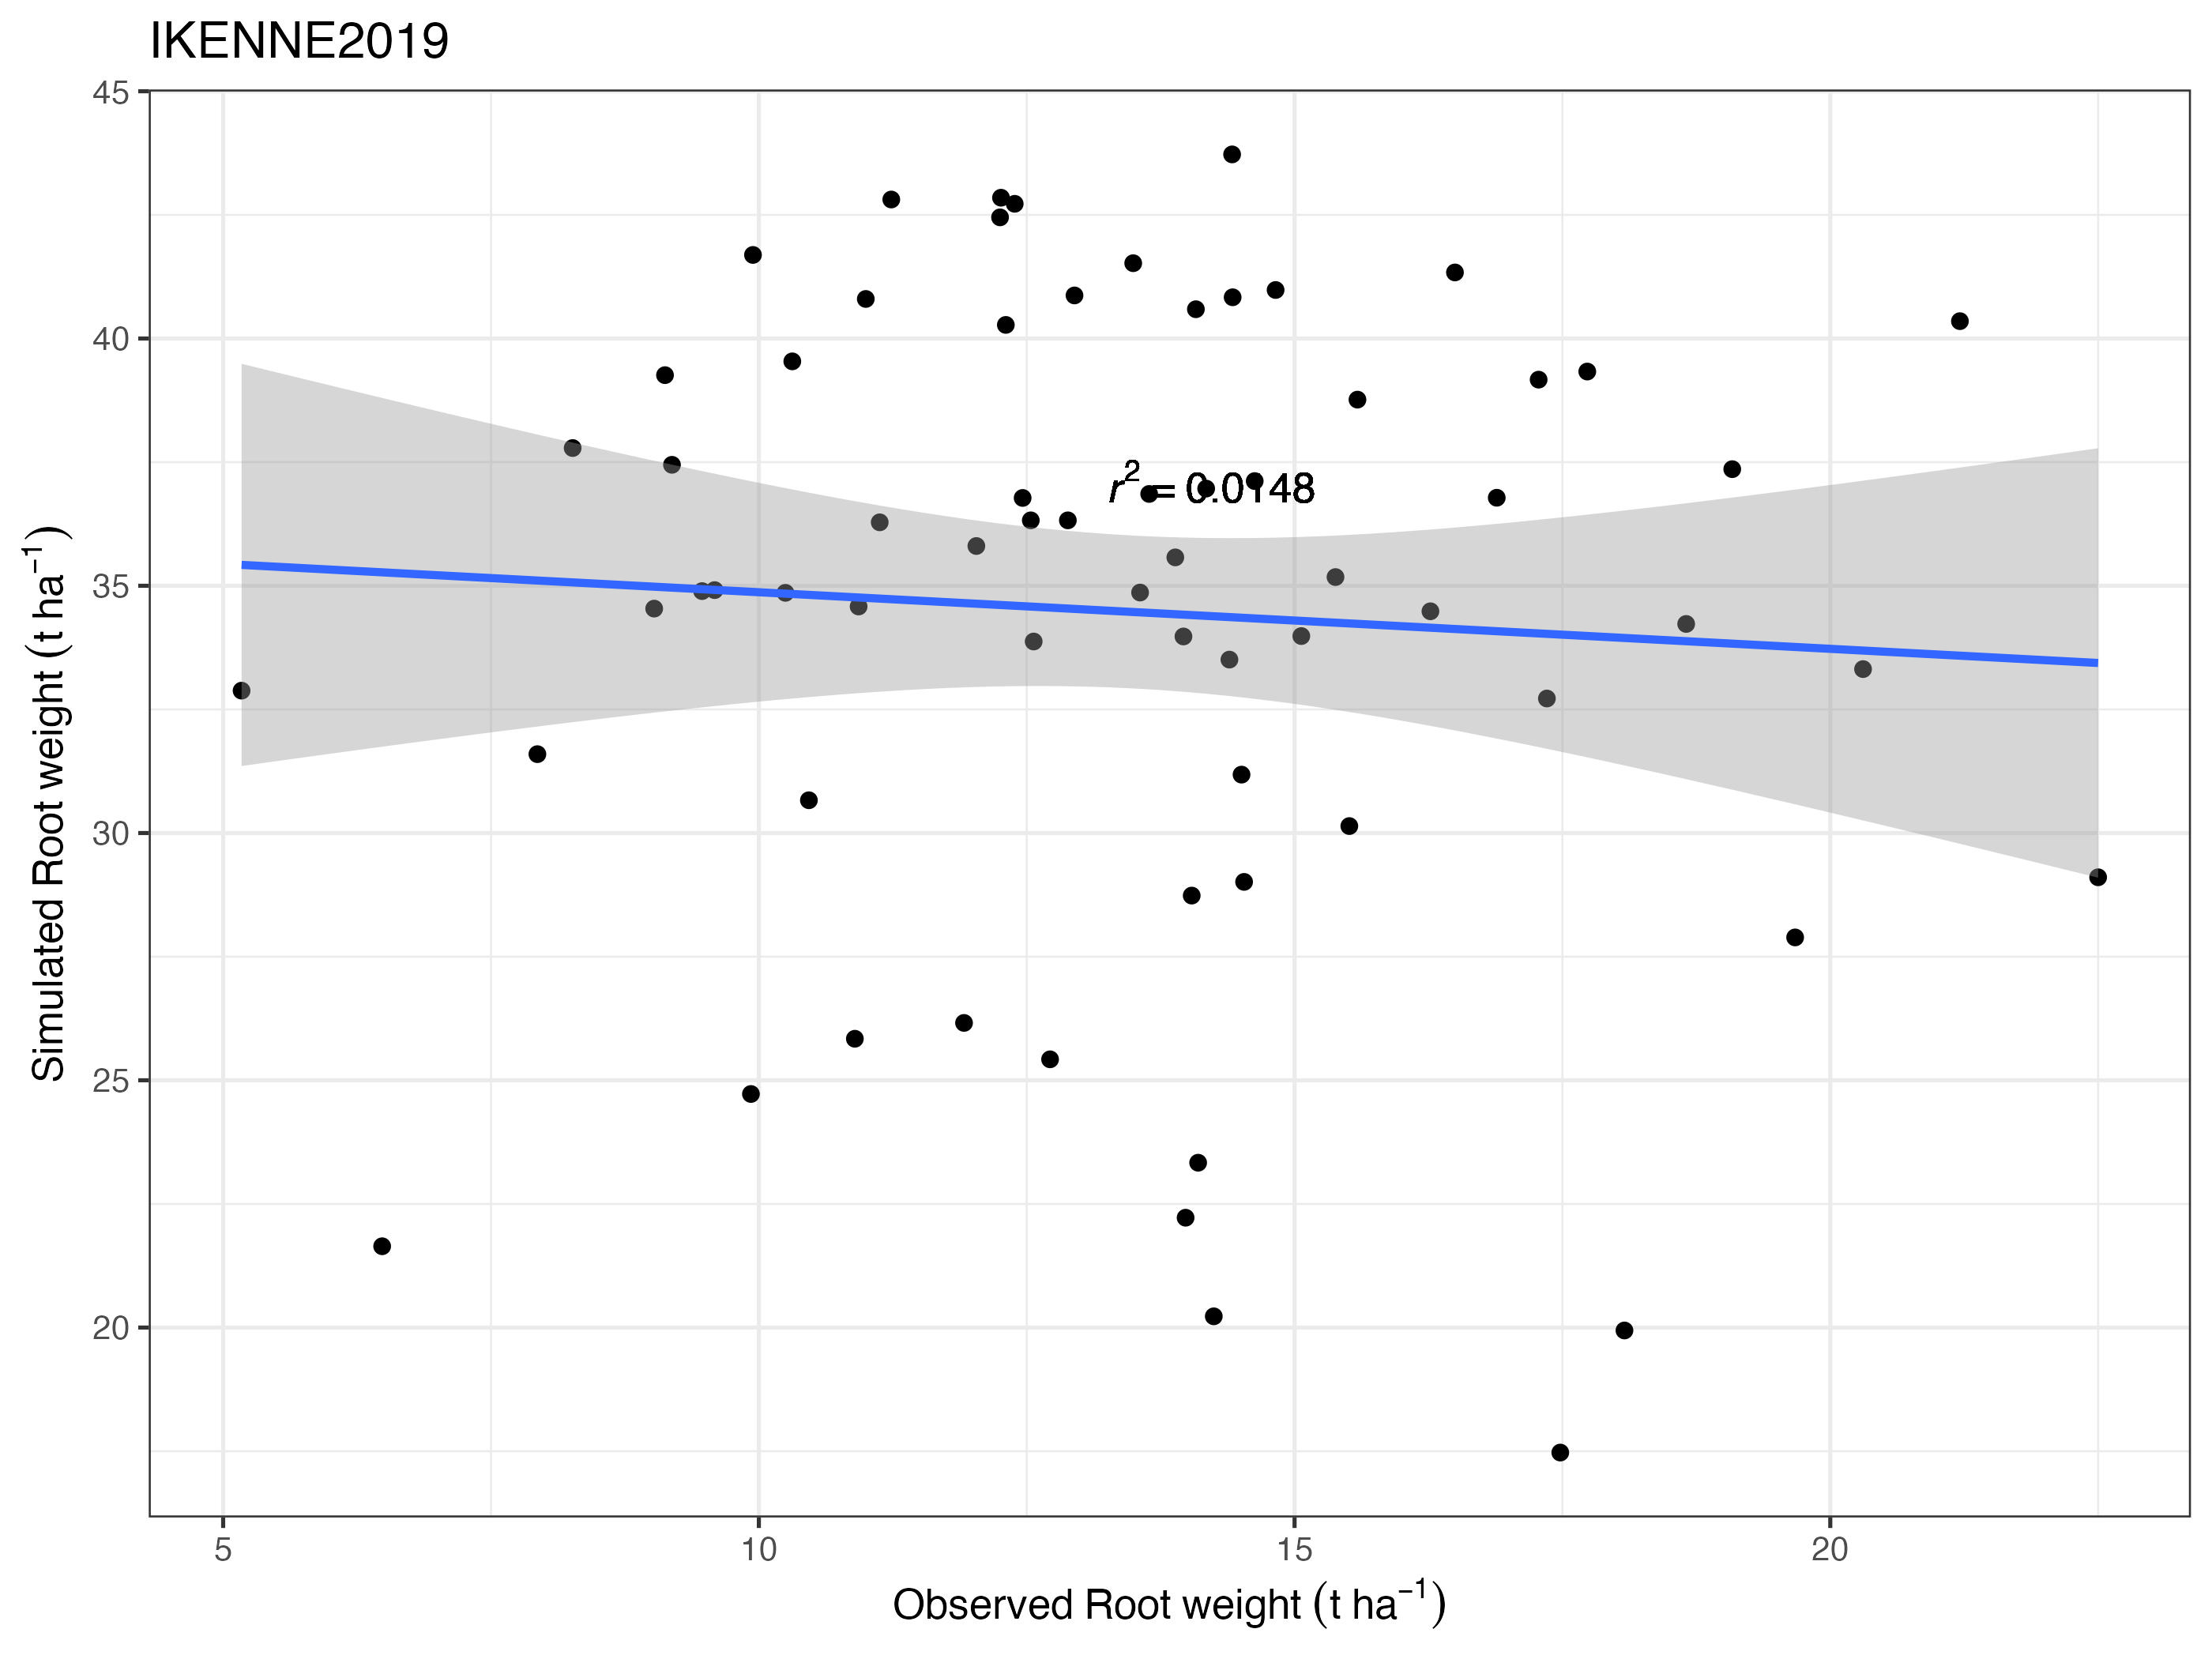 IKENNE2019
45
40
35
30
25
20
r² = 0.0148
Simulated Root weight (t ha⁻¹)
5 10 15 20
Observed Root weight (t ha⁻¹)